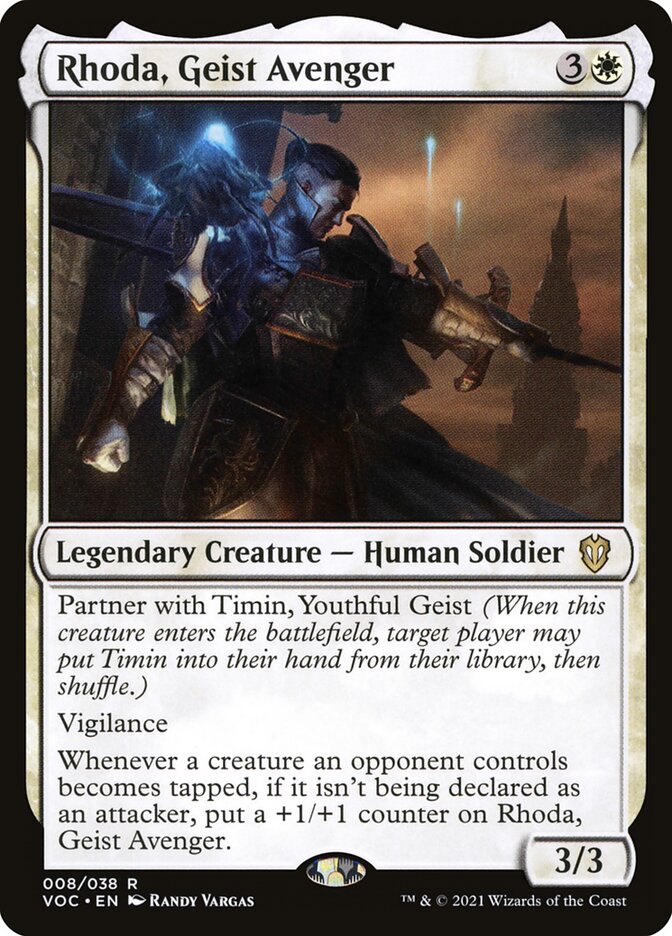 Rhoda, Geist Avenger 3
Legendary Creature — Human Soldier
Partner with Timin, Youthful Geist (When this
creature enters the battlefield, target player may
put Timin into their hand from their library, then
shuffle.)
Vigilance
Whenever a creature an opponent controls
becomes tapped, if it isn't being declared as
an attacker, put a +1/+1 counter on Rhoda,
Geist Avenger.
3/3
008/038 R
VOC • EN Randy Vargas ™ & © 2021 Wizards of the Coast